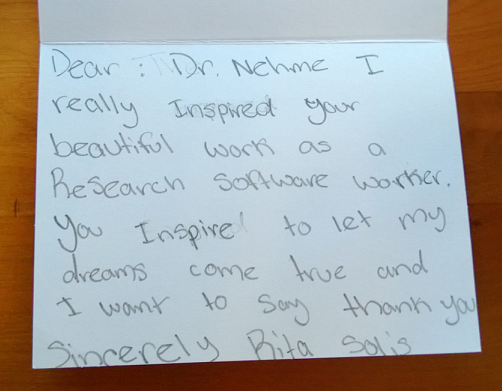 Dear : Dr. Nehme I
really Inspired your
beautiful work as a
Research software worker.
You Inspire to let my
dreams come true and
I want to say thank you
Sincerely Rita Solis